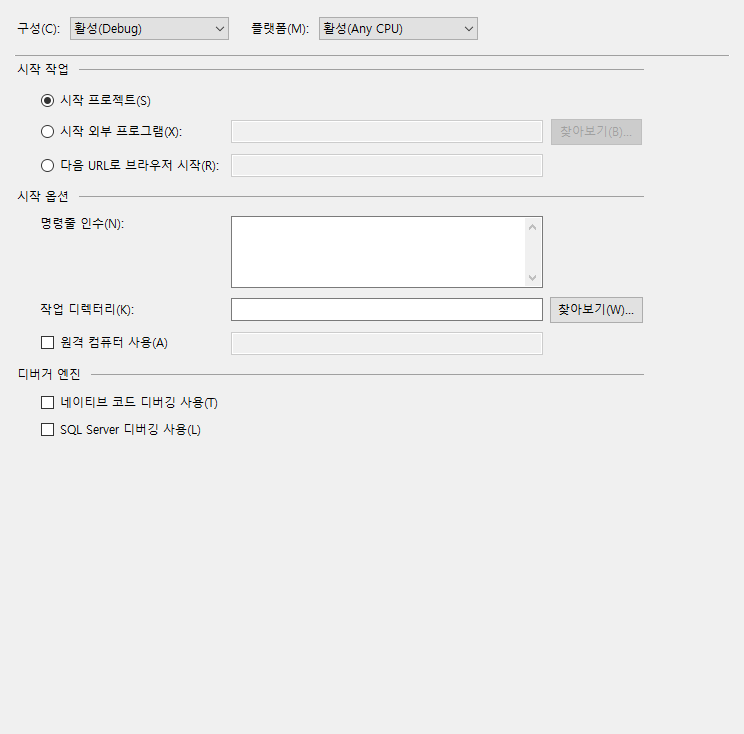 구성(C): 활성(Debug) 플랫폼(M): 활성(Any CPU)
시작 작업
시작 프로젝트(S)
시작 외부 프로그램(X): 찾아보기(B)...
다음 URL로 브라우저 시작(R):
시작 옵션
명령줄 인수(N):
작업 디렉터리(K): 찾아보기(W)...
원격 컴퓨터 사용(A)
디버거 엔진
네이티브 코드 디버깅 사용(T)
SQL Server 디버깅 사용(L)